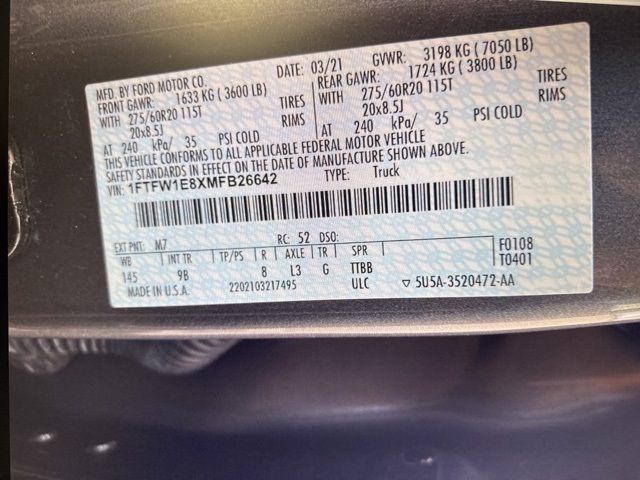 MFD. BY FORD MOTOR CO.
DATE: 03/21 GVWR: 3198 KG (7050 LB)
FRONT GAWR: 1633 KG (3600 LB) REAR GAWR: 1724 KG (3800 LB)
WITH 275/60R20 115T TIRES WITH 275/60R20 115T TIRES
20x8.5J RIMS 20x8.5J RIMS
AT 240 kPa/ 35 PSI COLD AT 240 kPa/ 35 PSI COLD
THIS VEHICLE CONFORMS TO ALL APPLICABLE FEDERAL MOTOR VEHICLE
SAFETY STANDARDS IN EFFECT ON THE DATE OF MANUFACTURE SHOWN ABOVE.
VIN: 1FTFW1E8XMFB26642 TYPE: Truck
EXT PNT: M7 RC: 52 DSO: F0108
WB INT TR TP/PS R AXLE TR SPR T0401
145 9B 8 L3 G TTBB
MADE IN U.S.A. 2202103217495 ULC ▽ 5U5A-3520472-AA